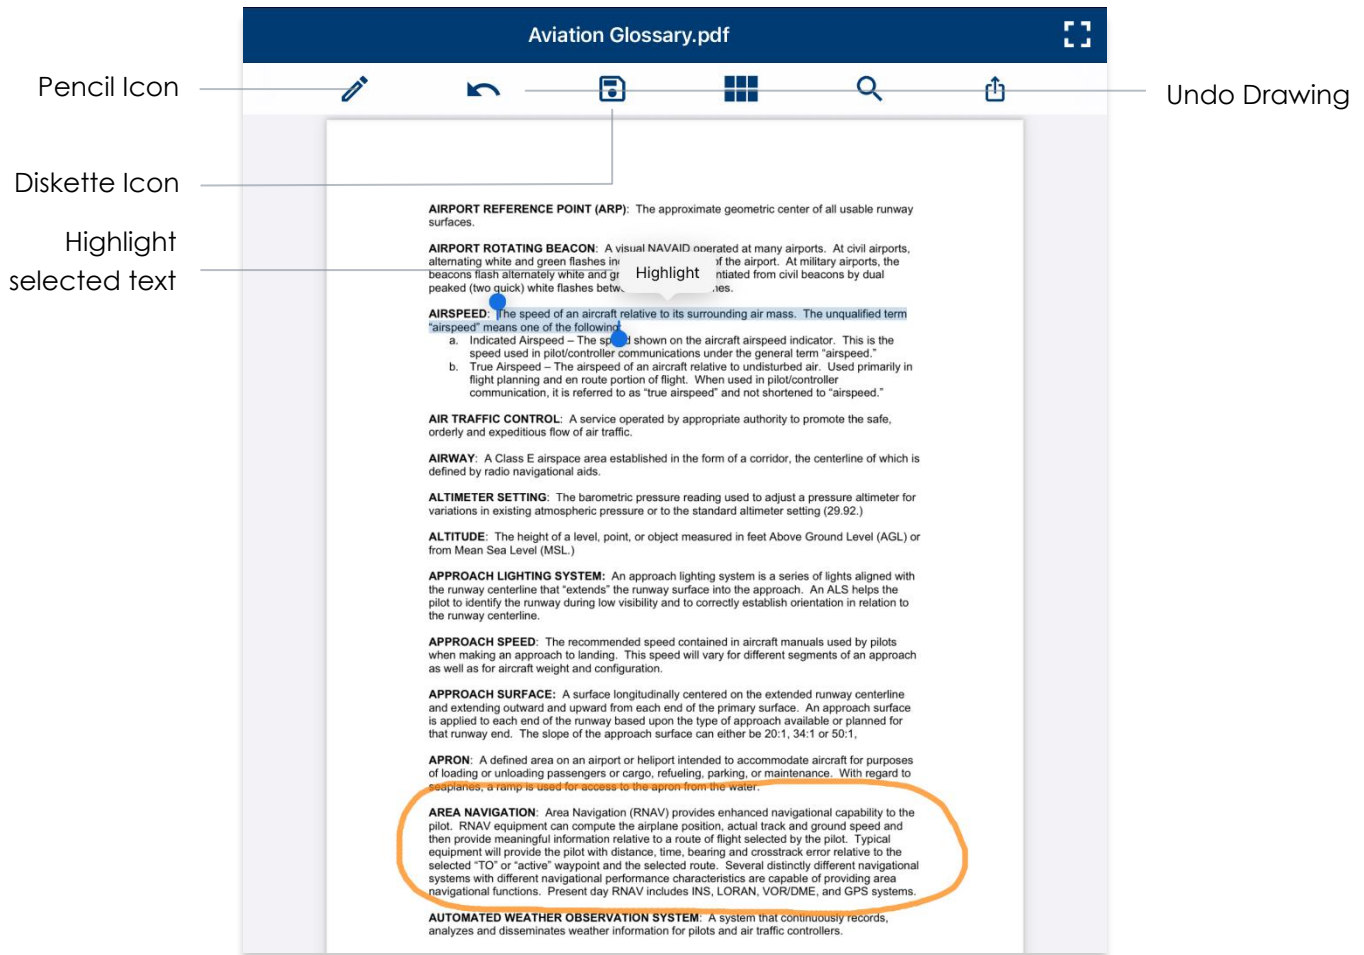 Aviation Glossary.pdf
Pencil Icon
Undo Drawing
Diskette Icon
Highlight
selected text
AIRPORT REFERENCE POINT (ARP):  The approximate geometric center of all usable runway
surfaces.
AIRPORT ROTATING BEACON:  A visual NAVAID operated at many airports.  At civil airports,
alternating white and green flashes of the airport.  At military airports, the
beacons flash alternately white and from civil beacons by dual
peaked (two quick) white flashes
Highlight
AIRSPEED:  The speed of an aircraft relative to its surrounding air mass.  The unqualified term
“airspeed” means one of the following:
a.  Indicated Airspeed – The speed shown on the aircraft airspeed indicator.  This is the
speed used in pilot/controller communications under the general term “airspeed.”
b.  True Airspeed – The airspeed of an aircraft relative to undisturbed air.  Used primarily in
flight planning and en route portion of flight.  When used in pilot/controller
communication, it is referred to as “true airspeed” and not shortened to “airspeed.”
AIR TRAFFIC CONTROL:  A service operated by appropriate authority to promote the safe,
orderly and expeditious flow of air traffic.
AIRWAY:  A Class E airspace area established in the form of a corridor, the centerline of which is
defined by radio navigational aids.
ALTIMETER SETTING:  The barometric pressure reading used to adjust a pressure altimeter for
variations in existing atmospheric pressure or to the standard altimeter setting (29.92.)
ALTITUDE:  The height of a level, point, or object measured in feet Above Ground Level (AGL) or
from Mean Sea Level (MSL.)
APPROACH LIGHTING SYSTEM:  An approach lighting system is a series of lights aligned with
the runway centerline that “extends” the runway surface into the approach.  An ALS helps the
pilot to identify the runway during low visibility and to correctly establish orientation in relation to
the runway centerline.
APPROACH SPEED:  The recommended speed contained in aircraft manuals used by pilots
when making an approach to landing.  This speed will vary for different segments of an approach
as well as for aircraft weight and configuration.
APPROACH SURFACE:  A surface longitudinally centered on the extended runway centerline
and extending outward and upward from each end of the primary surface.  An approach surface
is applied to each end of the runway based upon the type of approach available or planned for
that runway end.  The slope of the approach surface can either be 20:1, 34:1 or 50:1,
APRON:  A defined area on an airport or heliport intended to accommodate aircraft for purposes
of loading or unloading passengers or cargo, refueling, parking, or maintenance.  With regard to
seaplanes, a ramp is used for access to the apron from the water.
AREA NAVIGATION:  Area Navigation (RNAV) provides enhanced navigational capability to the
pilot.  RNAV equipment can compute the airplane position, actual track and ground speed and
then provide meaningful information relative to a route of flight selected by the pilot.  Typical
equipment will provide the pilot with distance, time, bearing and crosstrack error relative to the
selected “TO” or “active” waypoint and the selected route.  Several distinctly different navigational
systems with different navigational performance characteristics are capable of providing area
navigational functions.  Present day RNAV includes INS, LORAN, VOR/DME, and GPS systems.
AUTOMATED WEATHER OBSERVATION SYSTEM:  A system that continuously records,
analyzes and disseminates weather information for pilots and air traffic controllers.